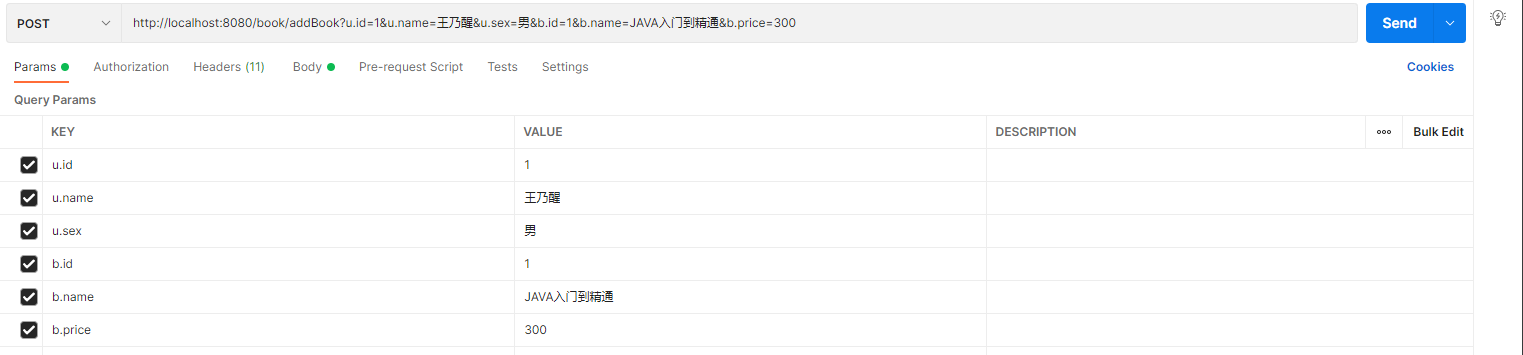 POST http://localhost:8080/book/addBook?u.id=1&u.name=王乃醒&u.sex=男&b.id=1&b.name=JAVA入门到精通&b.price=300 Send
Params Authorization Headers (11) Body Pre-request Script Tests Settings Cookies
Query Params
KEY VALUE DESCRIPTION Bulk Edit
u.id 1
u.name 王乃醒
u.sex 男
b.id 1
b.name JAVA入门到精通
b.price 300